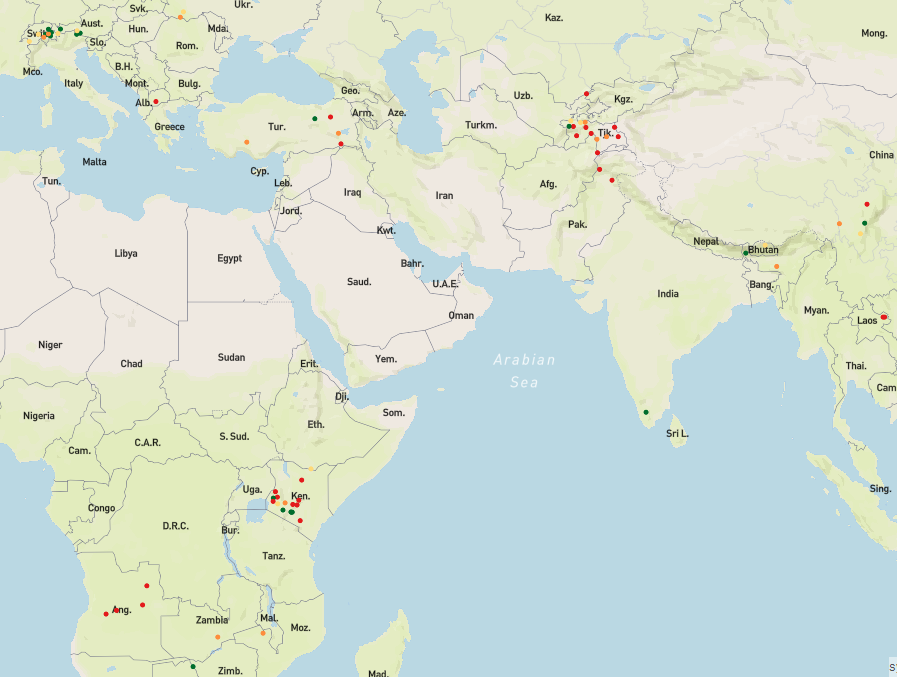 Ukr.
Svk.
Kaz.
Aust.
Hun.
Mda.
Mong.
Slo.
Rom.
Mco.
B.H.
Italy
Mont.
Bulg.
Geo.
Uzb.
Kgz.
Alb.
Arm.
Aze.
Greece
Tur.
Turkm.
Tjk.
Malta
China
Tun.
Cyp.
Leb.
Iraq
Iran
Afg.
Jord.
Pak.
Kwt.
Nepal
Bhutan
Libya
Egypt
Bahr.
Saud.
U.A.E.
India
Bang.
Oman
Myan.
Laos
Niger
Chad
Sudan
Yem.
Arabian
Sea
Erit.
Thai.
Dji.
Cam
Nigeria
Som.
Eth.
S. Sud.
C.A.R.
Cam.
Sri L.
Uga.
Ken.
Sing.
Congo
D.R.C.
Bur.
Tanz.
Ang.
Zambia
Mal.
Moz.
Zimb.
Mad.